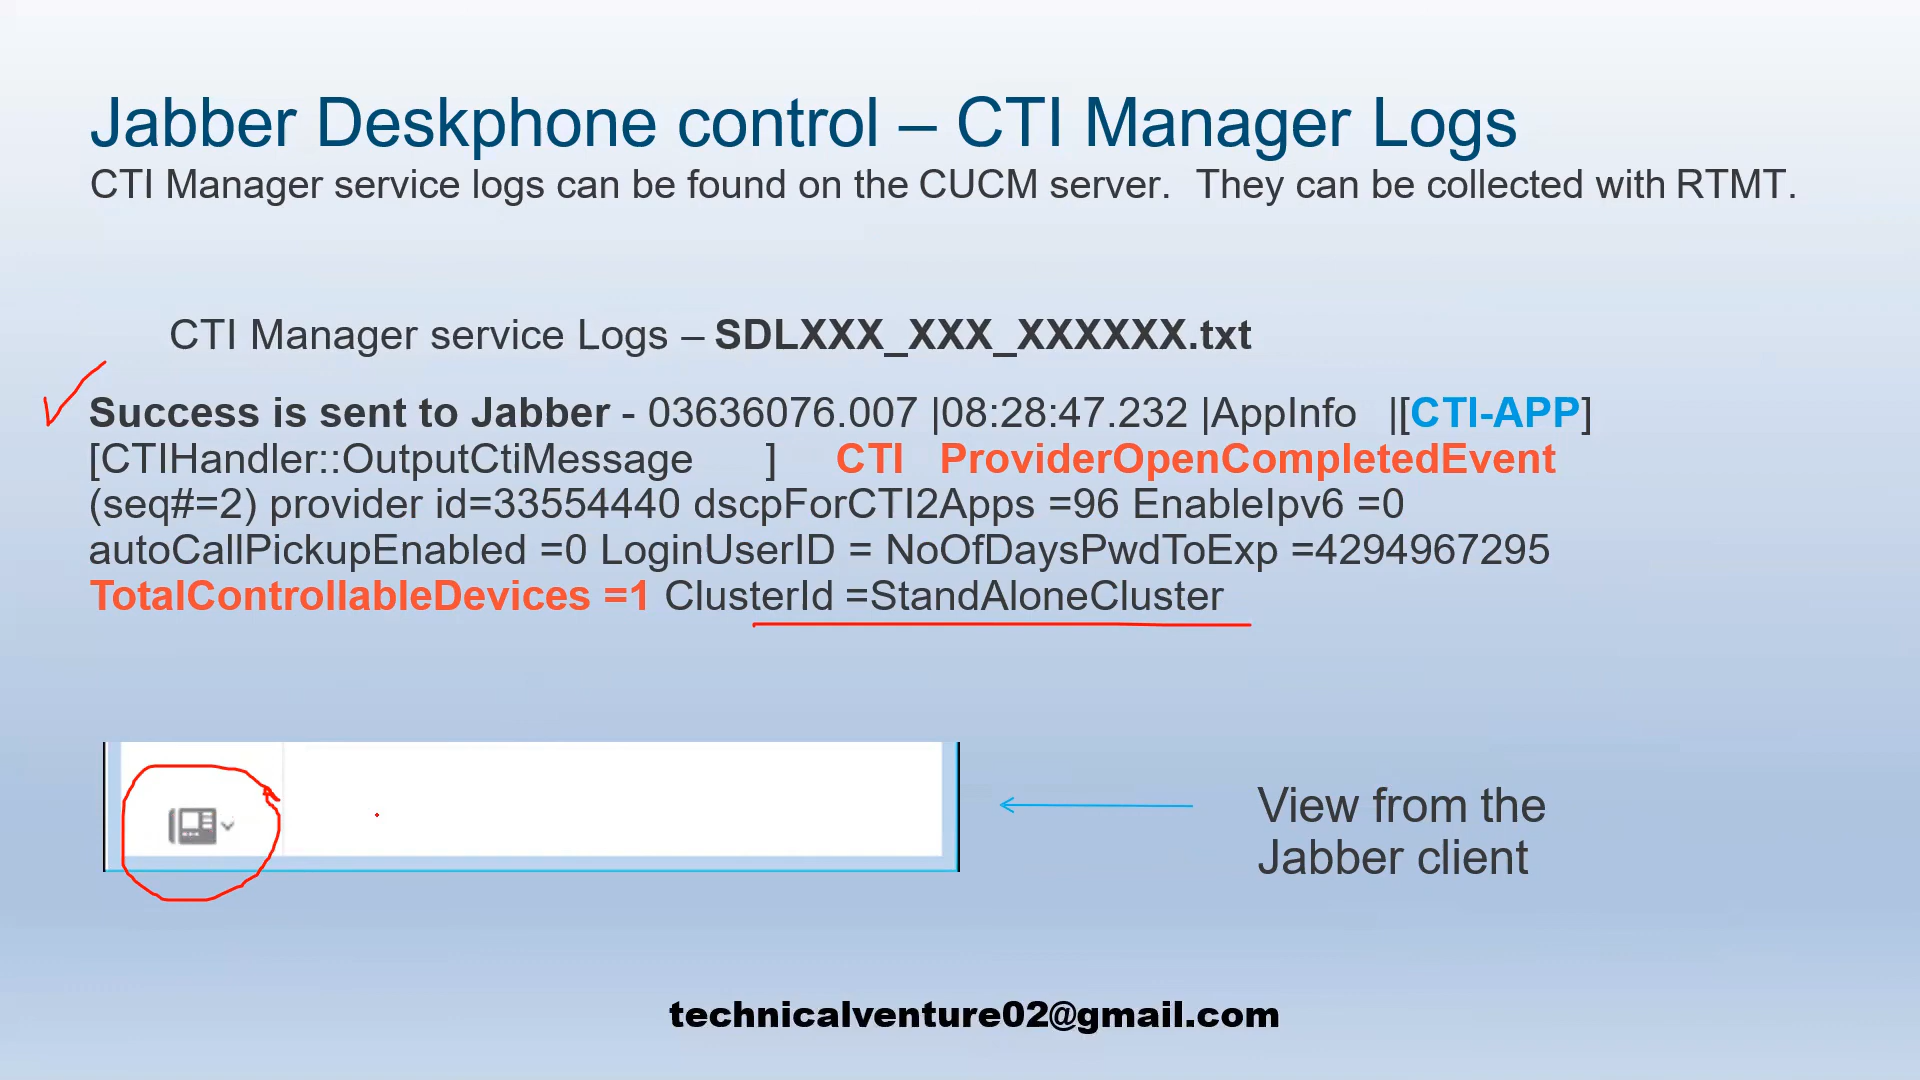 Jabber Deskphone control – CTI Manager Logs
CTI Manager service logs can be found on the CUCM server.  They can be collected with RTMT.
CTI Manager service Logs – SDLXXX_XXX_XXXXXX.txt
Success is sent to Jabber - 03636076.007 |08:28:47.232 |AppInfo   |[CTI-APP]
[CTIHandler::OutputCtiMessage      ]     CTI   ProviderOpenCompletedEvent
(seq#=2) provider id=33554440 dscpForCTI2Apps =96 EnableIpv6 =0
autoCallPickupEnabled =0 LoginUserID = NoOfDaysPwdToExp =4294967295
TotalControllableDevices =1 ClusterId =StandAloneCluster
View from the
Jabber client
technicalventure02@gmail.com